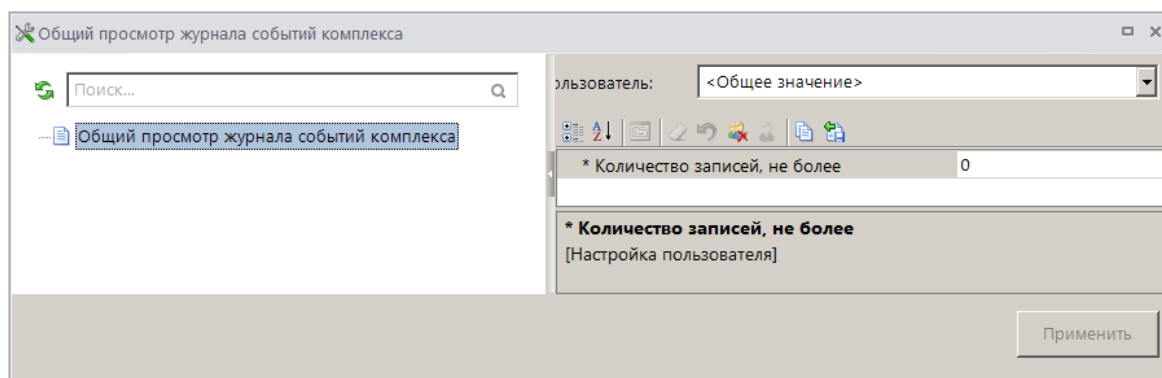 Общий просмотр журнала событий комплекса
Поиск...
Общий просмотр журнала событий комплекса
ользователь: <Общее значение>
* Количество записей, не более 0
* Количество записей, не более
[Настройка пользователя]
Применить